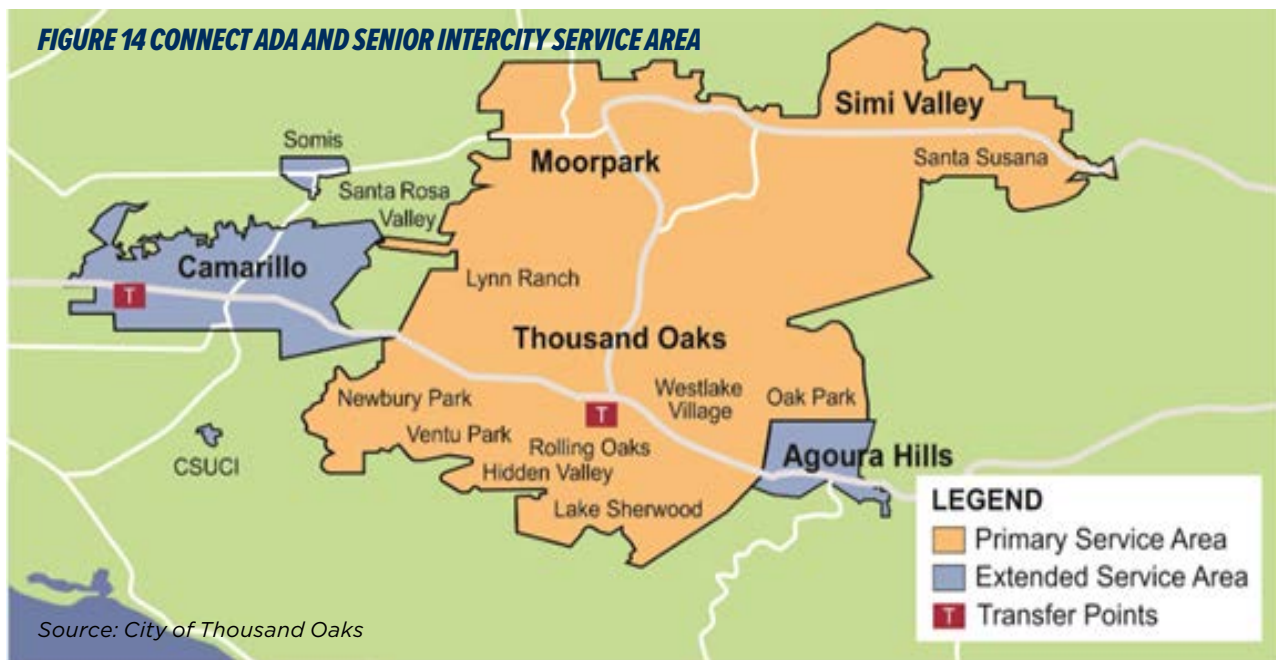 FIGURE 14 CONNECT ADA AND SENIOR INTERCITY SERVICE AREA
Simi Valley
Somis
Moorpark
Santa Susana
Santa Rosa
Valley
Camarillo
Lynn Ranch
T
Thousand Oaks
Newbury Park
Westlake
Village
Oak Park
T
Ventu Park
Rolling Oaks
CSUCI
Hidden Valley
Agoura Hills
Lake Sherwood
LEGEND
Primary Service Area
Extended Service Area
T Transfer Points
Source: City of Thousand Oaks